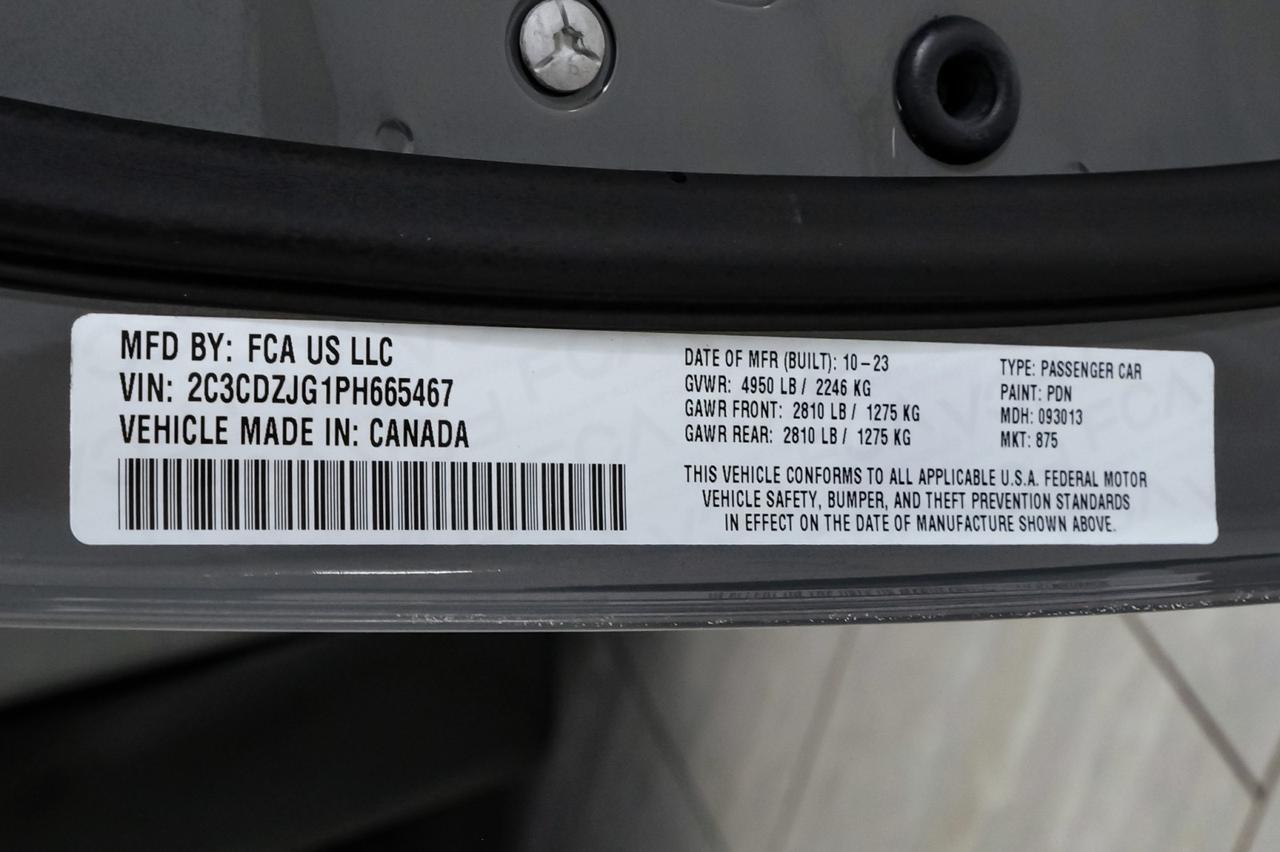 MFD BY: FCA US LLC
VIN: 2C3CDZJG1PH665467
VEHICLE MADE IN: CANADA
DATE OF MFR (BUILT): 10-23
GVWR: 4950 LB / 2246 KG
GAWR FRONT: 2810 LB / 1275 KG
GAWR REAR: 2810 LB / 1275 KG
TYPE: PASSENGER CAR
PAINT: PDN
MDH: 093013
MKT: 875
THIS VEHICLE CONFORMS TO ALL APPLICABLE U.S.A. FEDERAL MOTOR
VEHICLE SAFETY, BUMPER, AND THEFT PREVENTION STANDARDS
IN EFFECT ON THE DATE OF MANUFACTURE SHOWN ABOVE.